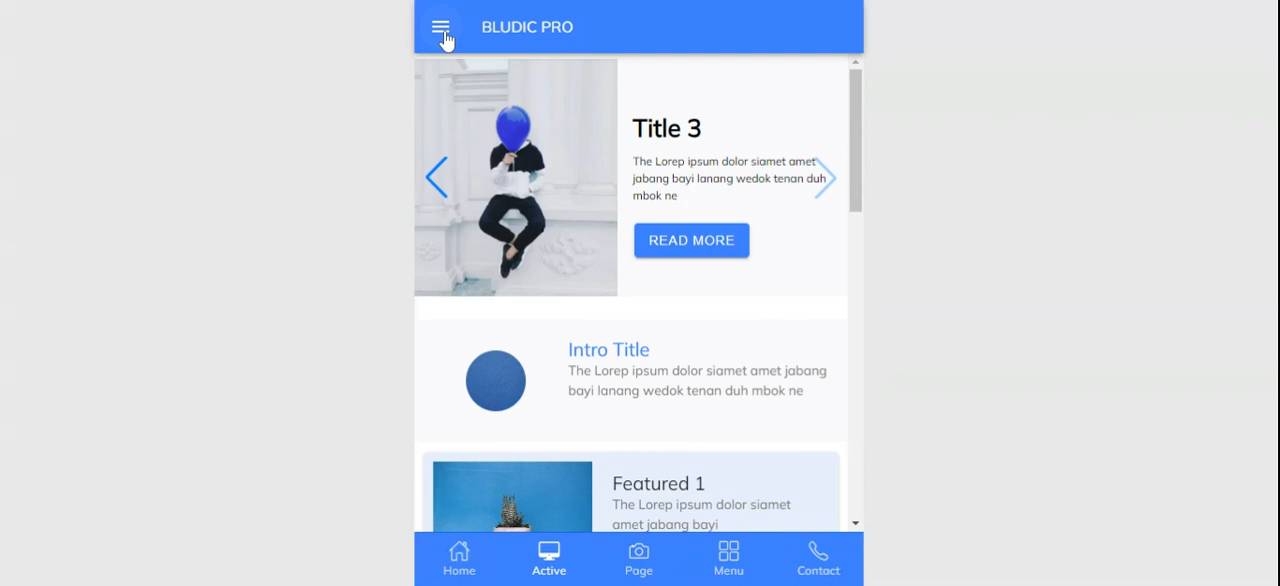 BLUDIC PRO
Title 3
The Lorep ipsum dolor siamet amet
jabang bayi lanang wedok tenan duh
mbok ne
READ MORE
Intro Title
The Lorep ipsum dolor siamet amet jabang
bayi lanang wedok tenan duh mbok ne
Featured 1
The Lorep ipsum dolor siamet
amet jabang bayi
Home
Active
Page
Menu
Contact